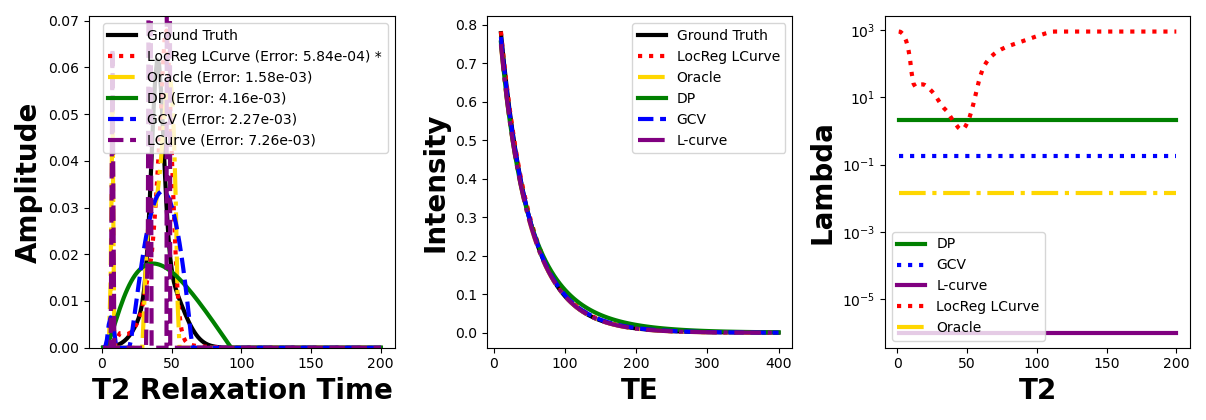 0.07
0.06
0.05
0.04
0.03
0.02
0.01
0.00
Amplitude
Ground Truth
LocReg LCurve (Error: 5.84e-04) *
Oracle (Error: 1.58e-03)
DP (Error: 4.16e-03)
GCV (Error: 2.27e-03)
LCurve (Error: 7.26e-03)
0 50 100 150 200
T2 Relaxation Time
0.8
0.7
0.6
0.5
0.4
0.3
0.2
0.1
0.0
Intensity
Ground Truth
LocReg LCurve
Oracle
DP
GCV
L-curve
0 100 200 300 400
TE
10³
10¹
10⁻¹
10⁻³
10⁻⁵
Lambda
DP
GCV
L-curve
LocReg LCurve
Oracle
0 50 100 150 200
T2